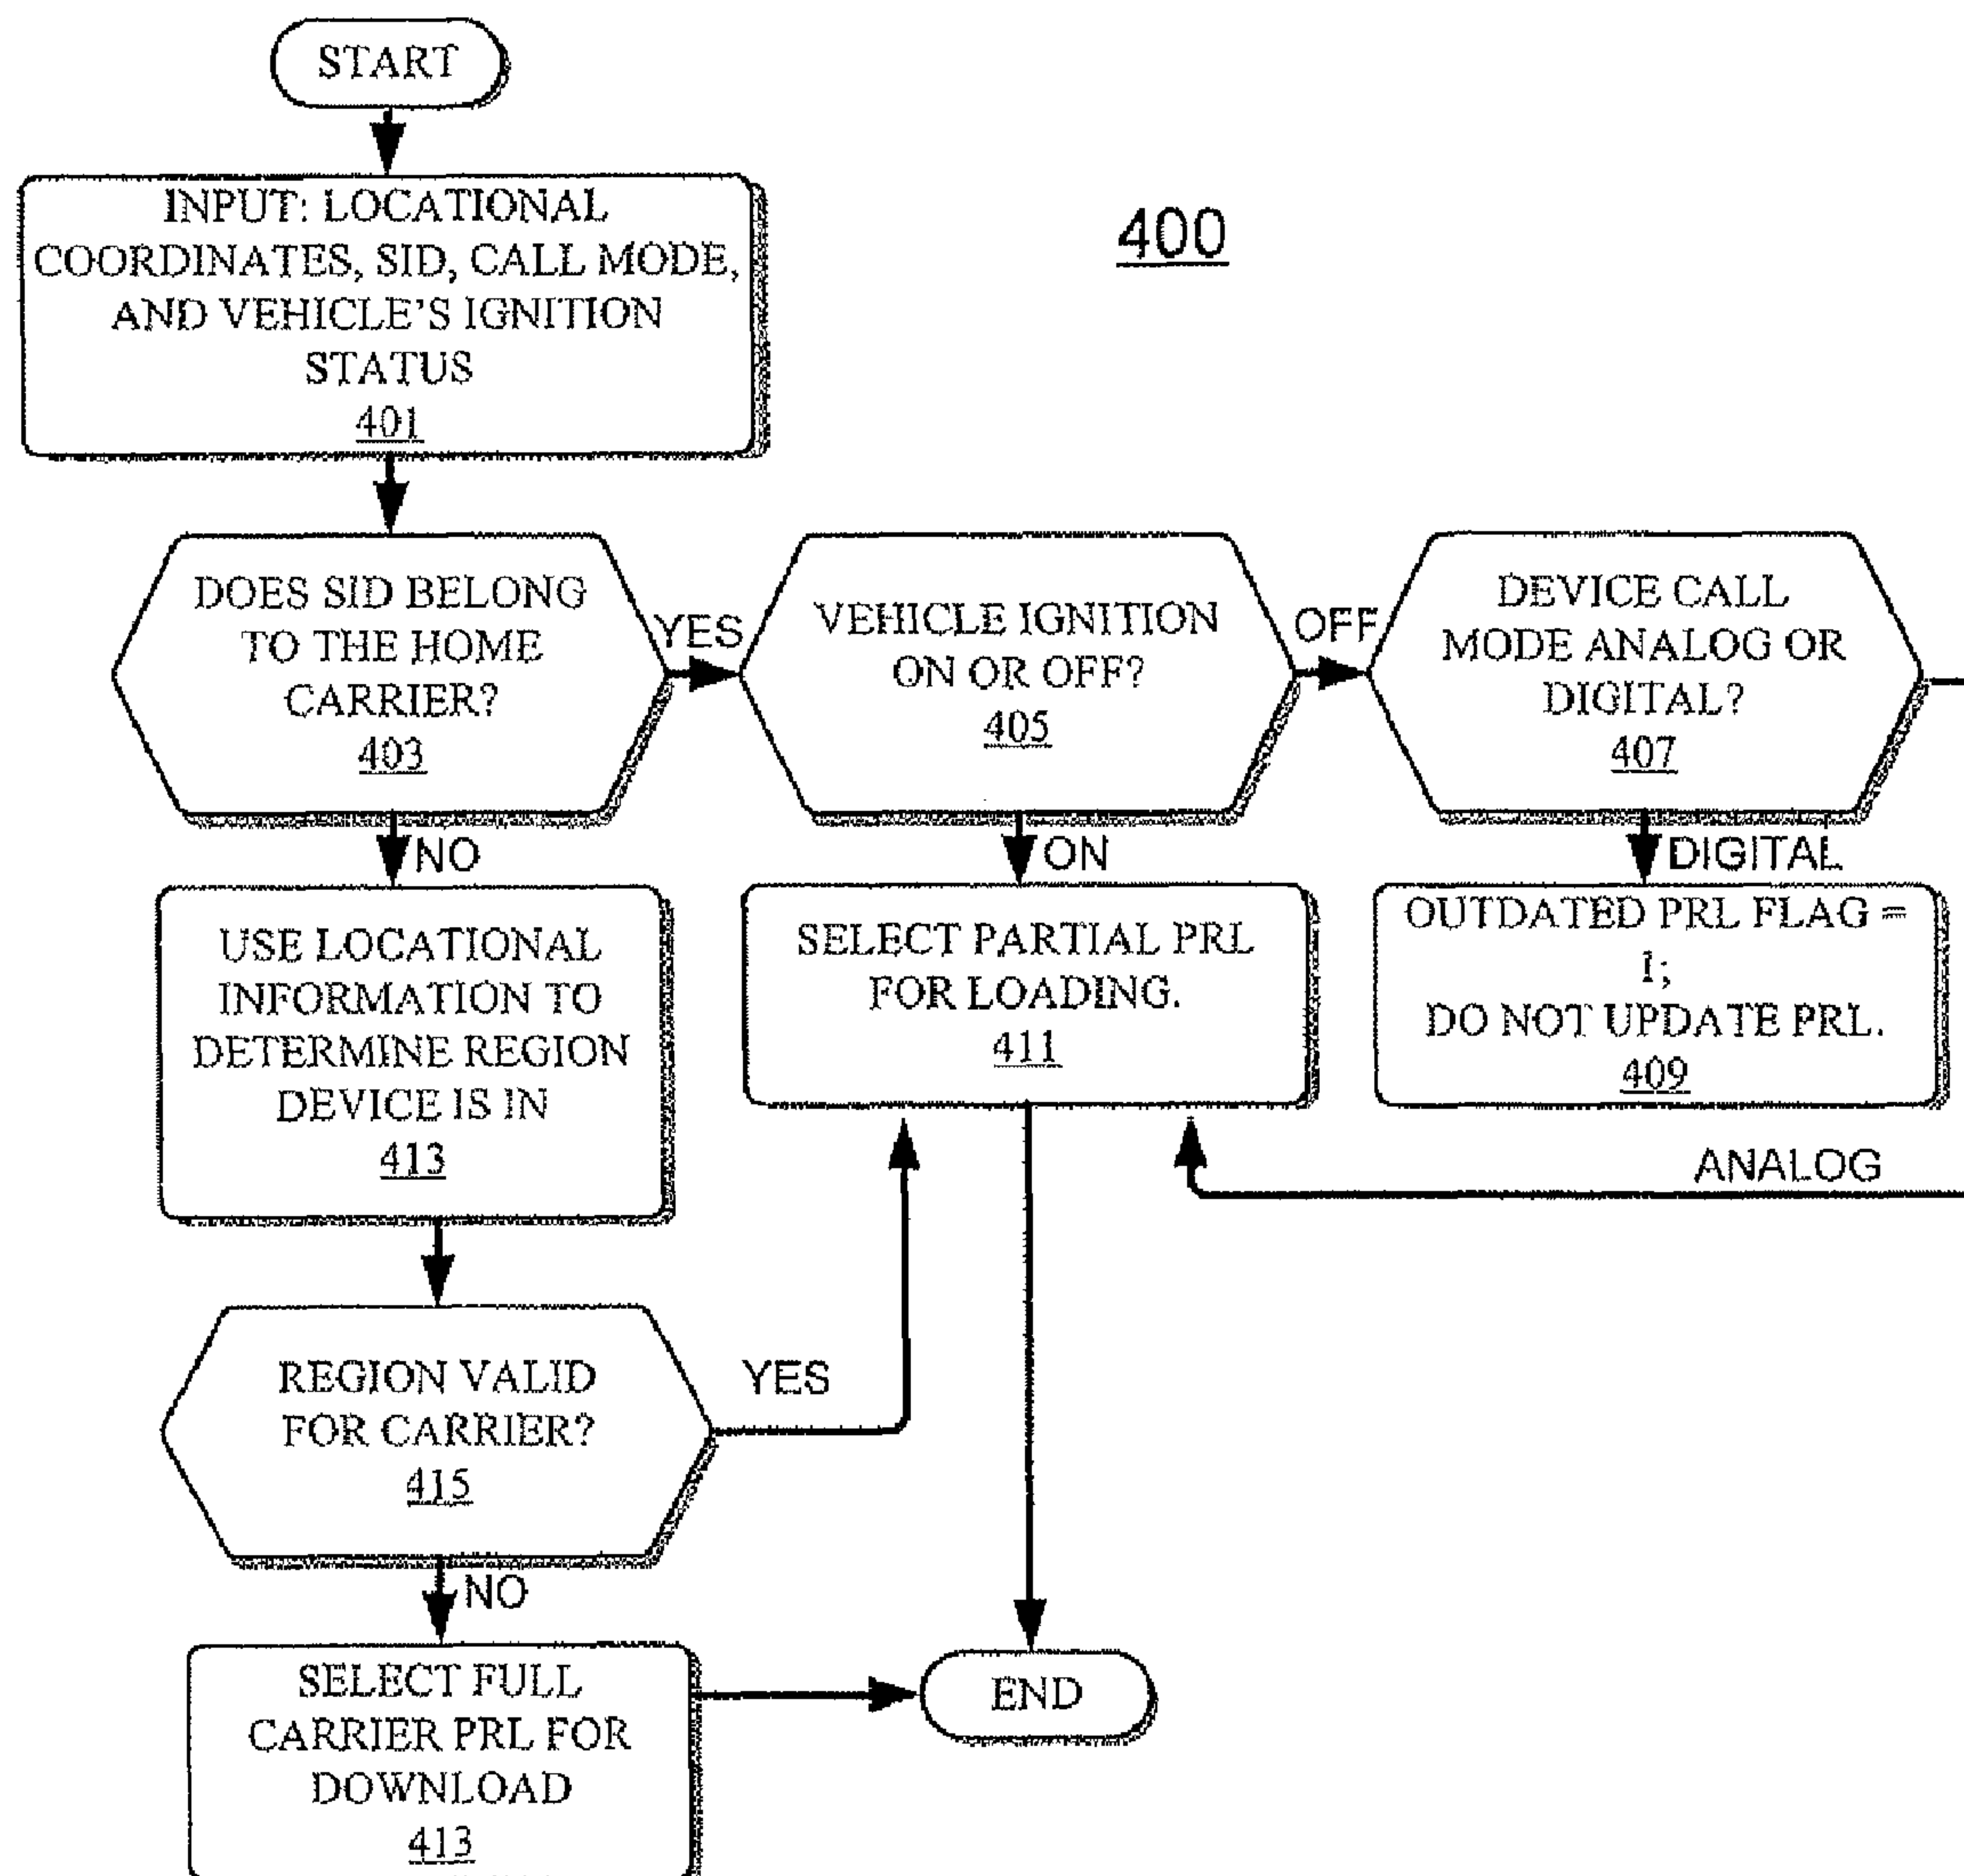 START
INPUT: LOCATIONAL
COORDINATES, SID, CALL MODE,
AND VEHICLE'S IGNITION
STATUS
401
400
DOES SID BELONG
TO THE HOME
CARRIER?
403
YES
VEHICLE IGNITION
ON OR OFF?
405
OFF
DEVICE CALL
MODE ANALOG OR
DIGITAL?
407
NO
ON
DIGITAL
USE LOCATIONAL
INFORMATION TO
DETERMINE REGION
DEVICE IS IN
413
SELECT PARTIAL PRL
FOR LOADING.
411
OUTDATED PRL FLAG =
1;
DO NOT UPDATE PRL.
409
ANALOG
REGION VALID
FOR CARRIER?
415
YES
NO
SELECT FULL
CARRIER PRL FOR
DOWNLOAD
413
END